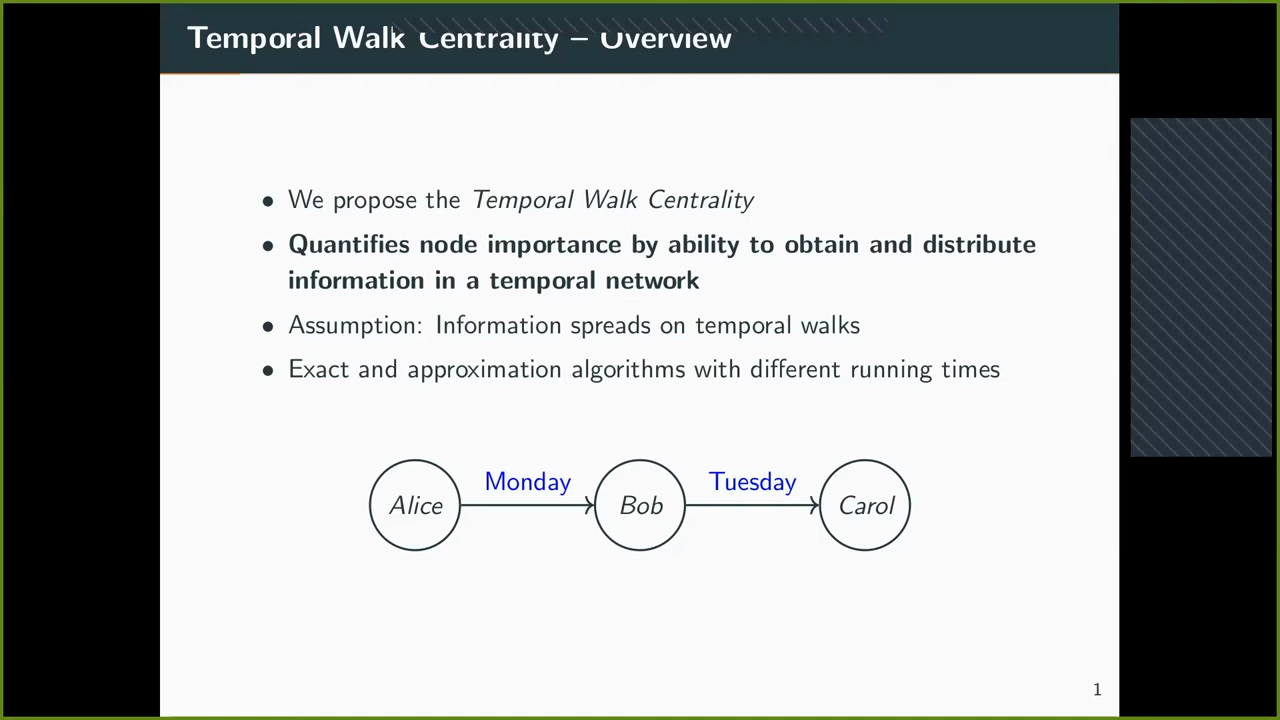 Temporal Walk Centrality – Overview
• We propose the Temporal Walk Centrality
• Quantifies node importance by ability to obtain and distribute
information in a temporal network
• Assumption: Information spreads on temporal walks
• Exact and approximation algorithms with different running times
Monday Tuesday
Alice Bob Carol
1